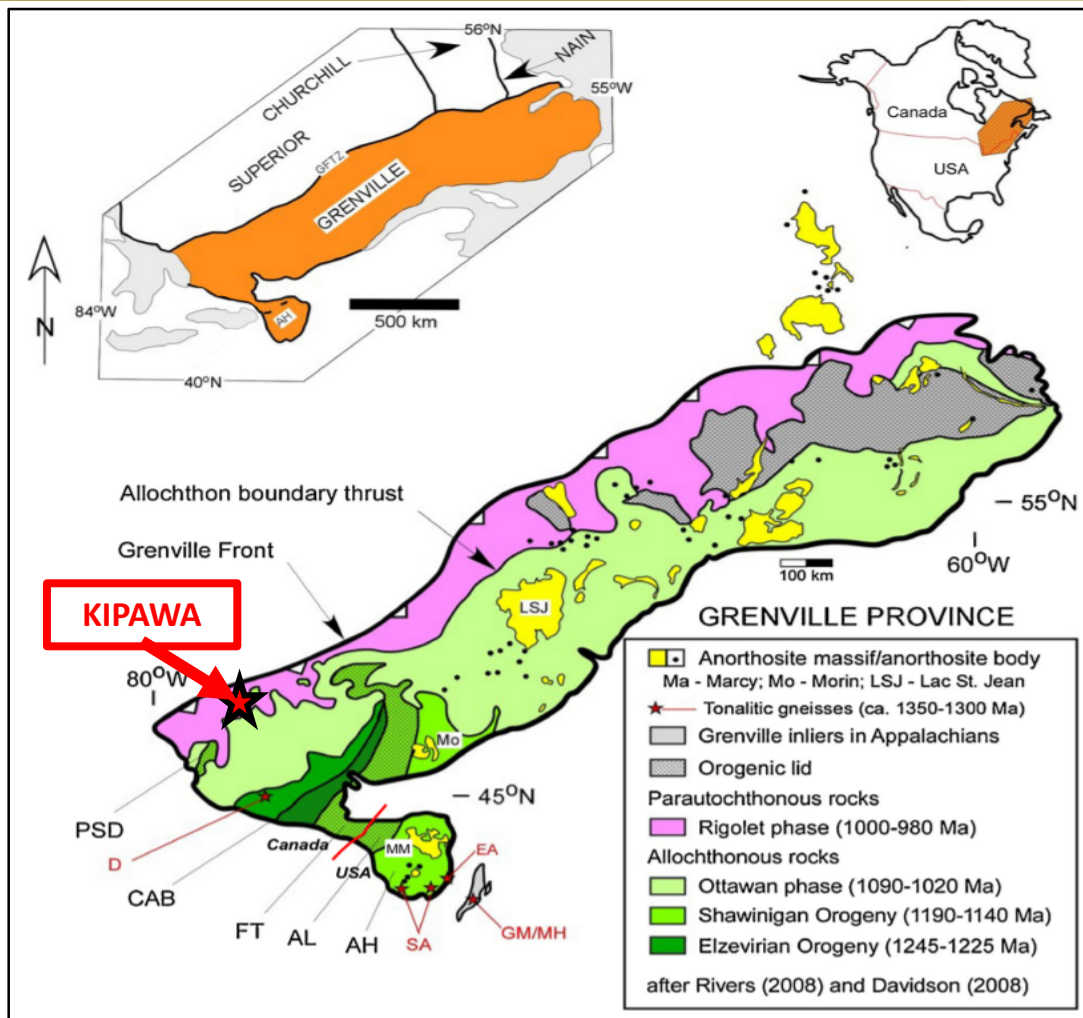 56°N
CHURCHILL
NAIN
55°W
SUPERIOR
GFTZ
GRENVILLE
84°W
N
AH
500 km
40°N
Canada
USA
Allochthon boundary thrust
Grenville Front
KIPAWA
80°W
LSJ
Mo
55°N
60°W
100 km
45°N
PSD
D
CAB
FT
AL
AH
Canada
USA
MM
EA
SA
GM/MH
GRENVILLE PROVINCE
Anorthosite massif/anorthosite body
Ma - Marcy; Mo - Morin; LSJ - Lac St. Jean
Tonalitic gneisses (ca. 1350-1300 Ma)
Grenville inliers in Appalachians
Orogenic lid
Parautochthonous rocks
Rigolet phase (1000-980 Ma)
Allochthonous rocks
Ottawan phase (1090-1020 Ma)
Shawinigan Orogeny (1190-1140 Ma)
Elzevirian Orogeny (1245-1225 Ma)
after Rivers (2008) and Davidson (2008)